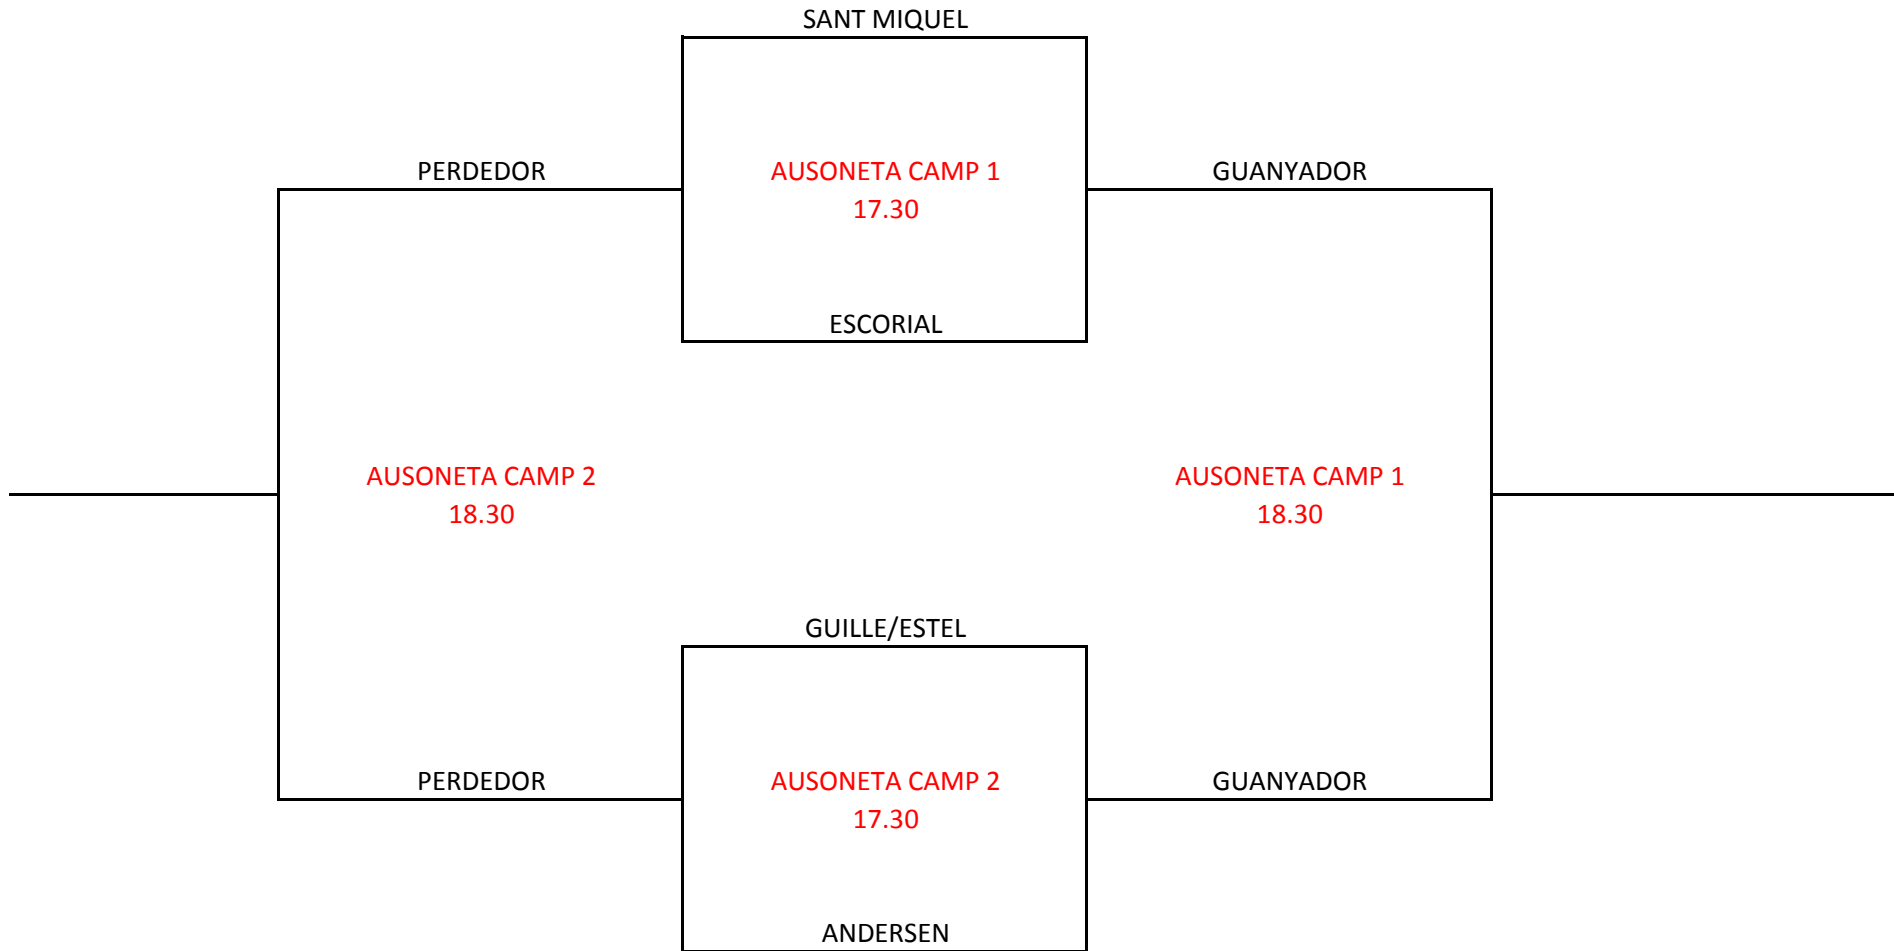 SANT MIQUEL
PERDEDOR
AUSONETA CAMP 1
GUANYADOR
17.30
ESCORIAL
AUSONETA CAMP 2
18.30
AUSONETA CAMP 1
18.30
GUILLE/ESTEL
PERDEDOR
AUSONETA CAMP 2
GUANYADOR
17.30
ANDERSEN